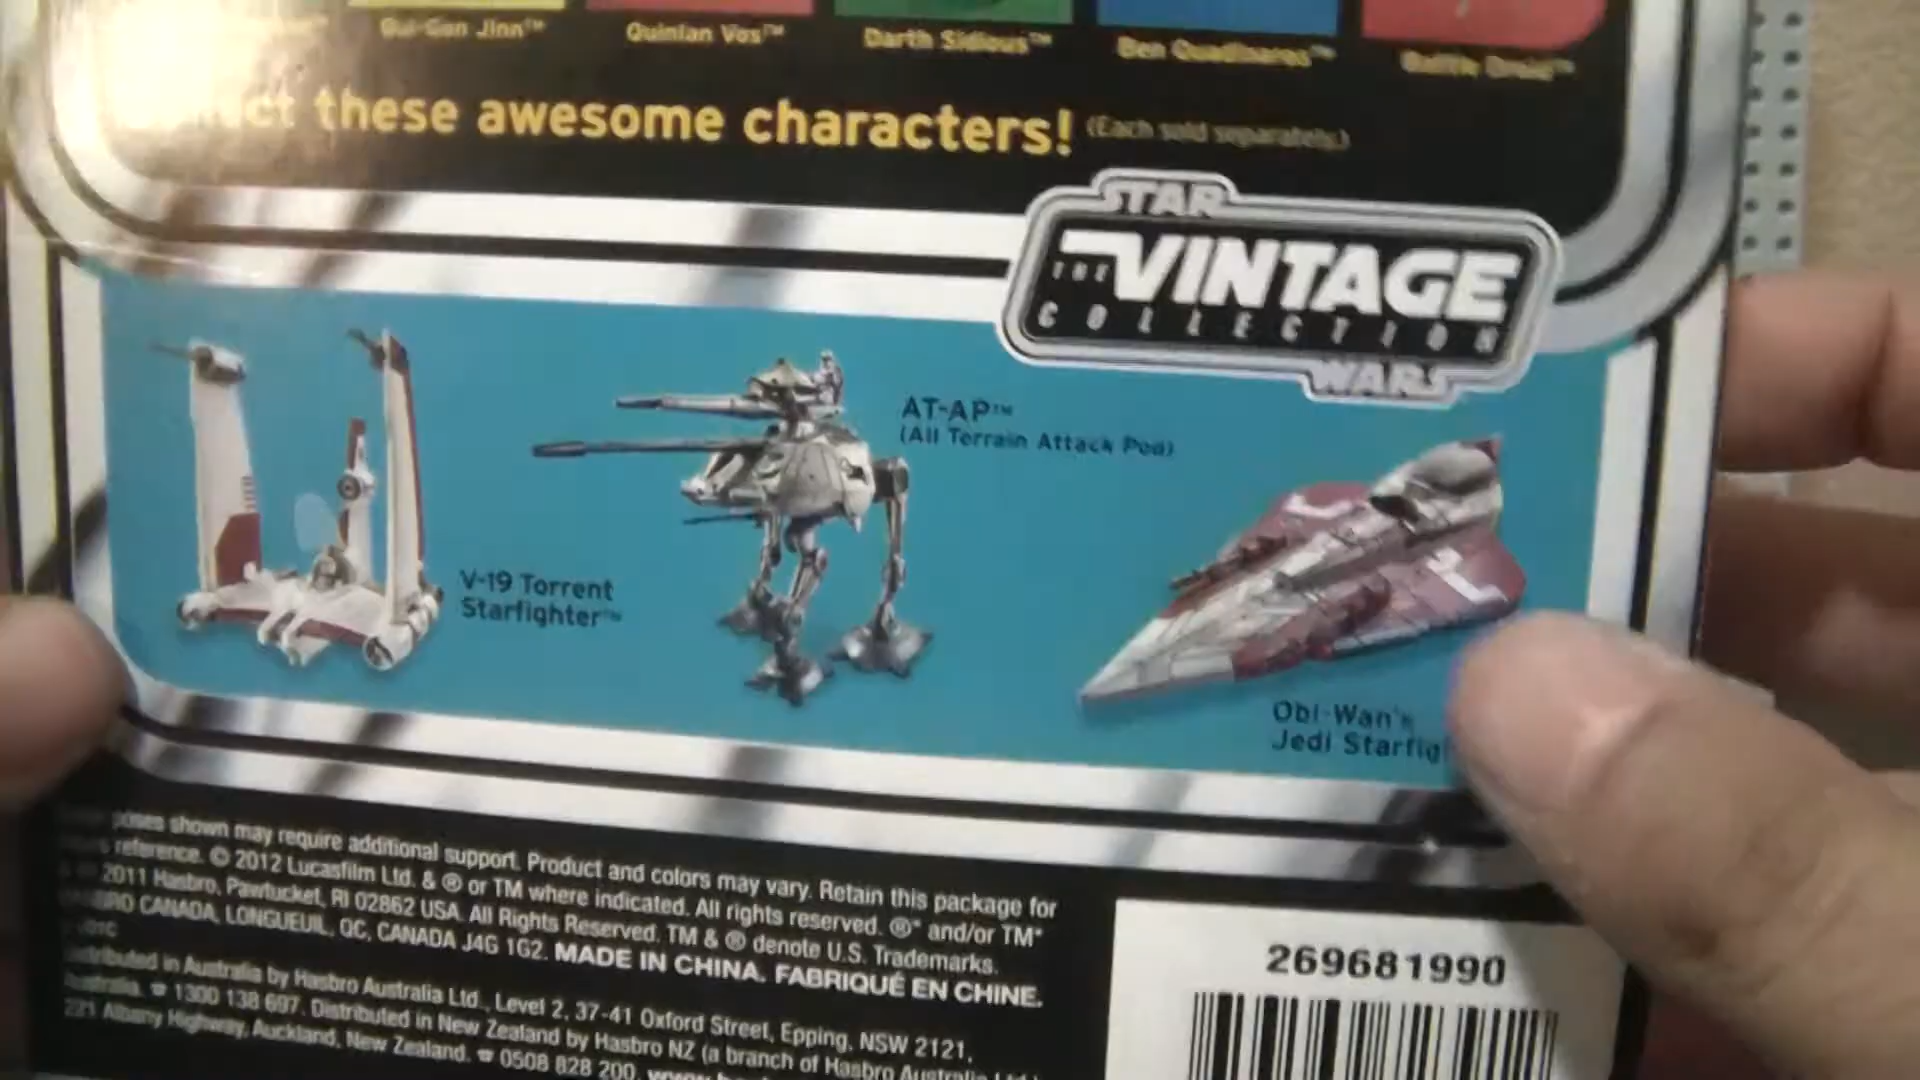 Qui-Gon Jinn™
Quinlan Vos™
Darth Sidious™
Ben Quadinaros™
Battle Droid™
these awesome characters! (Each sold separately.)
STAR
THE VINTAGE
COLLECTION
WARS
AT-AP™
(All Terrain Attack Pod)
V-19 Torrent
Starfighter™
Obi-Wan's
Jedi Starfig
poses shown may require additional support. Product and colors may vary. Retain this package for
reference. © 2012 Lucasfilm Ltd. & ® or TM where indicated. All rights reserved. ®* and/or TM*
2011 Hasbro, Pawtucket, RI 02862 USA. All Rights Reserved. TM & ® denote U.S. Trademarks.
CANADA, LONGUEUIL, QC, CANADA J4G 1G2. MADE IN CHINA. FABRIQUÉ EN CHINE.
in Australia by Hasbro Australia Ltd., Level 2, 37-41 Oxford Street, Epping, NSW 2121,
☎ 1300 138 697. Distributed in New Zealand by Hasbro NZ (a branch of Hasbro Australia Ltd.)
221 Albany Highway, Auckland, New Zealand. ☎ 0508 828 200.
269681990